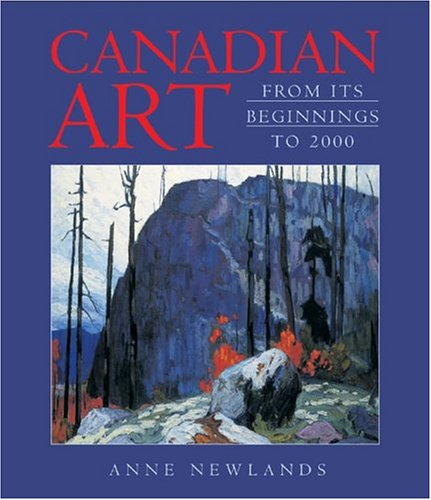 CANADIAN
ART
FROM ITS
BEGINNINGS
TO 2000
ANNE NEWLANDS